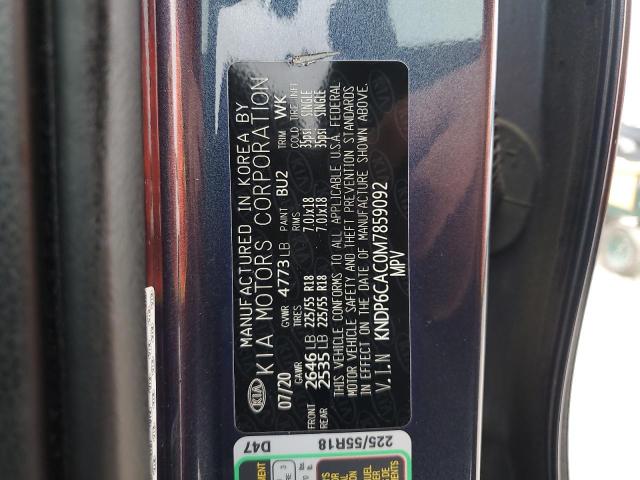 MANUFACTURED IN KOREA BY
KIA KIA MOTORS CORPORATION
07/20 GVWR 4773 LB PAINT BU2 TRIM WK
GAWR TIRES RIMS COLD TIRE INFL
FRONT 2646 LB 225/55 R18 7.0JX18 35psi SINGLE
REAR 2535 LB 225/55 R18 7.0JX18 35psi SINGLE
THIS VEHICLE CONFORMS TO ALL APPLICABLE U.S.A. FEDERAL
MOTOR VEHICLE SAFETY AND THEFT PREVENTION STANDARDS
IN EFFECT ON THE DATE OF MANUFACTURE SHOWN ABOVE.
V.I.N KNDP6CAC0M7859092
MPV
D47 225/55R18